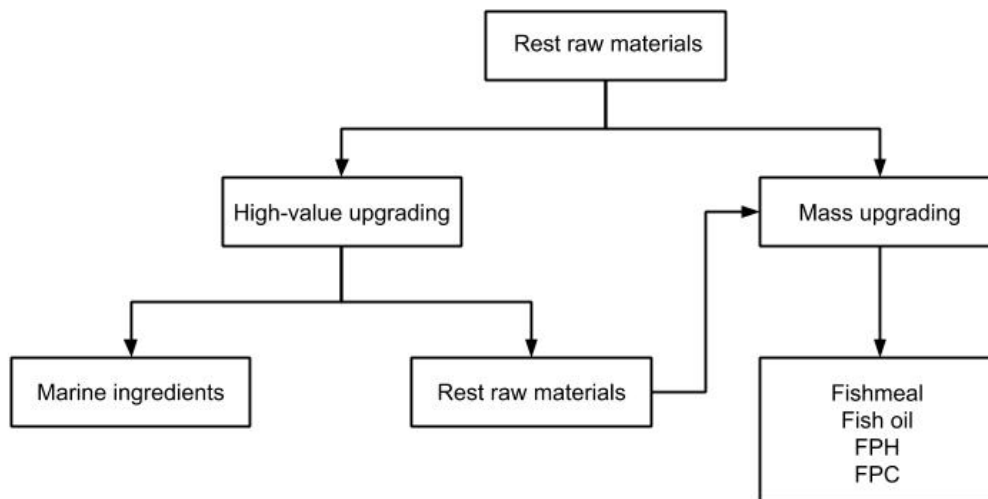 Rest raw materials
High-value upgrading
Mass upgrading
Marine ingredients
Rest raw materials
Fishmeal
Fish oil
FPH
FPC